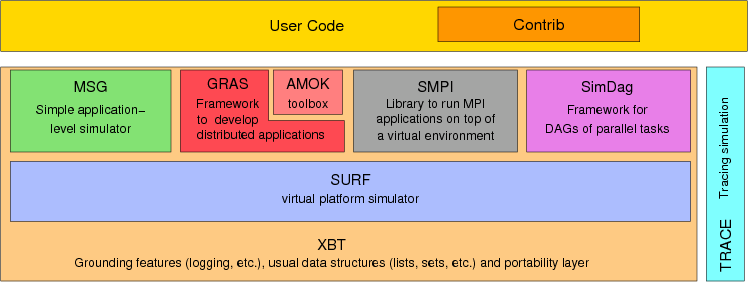 User Code
Contrib
MSG
Simple application-
level simulator
GRAS
Framework
to develop
distributed applications
AMOK
toolbox
SMPI
Library to run MPI
applications on top of
a virtual environment
SimDag
Framework for
DAGs of parallel tasks
SURF
virtual platform simulator
XBT
Grounding features (logging, etc.), usual data structures (lists, sets, etc.) and portability layer
TRACE Tracing simulation